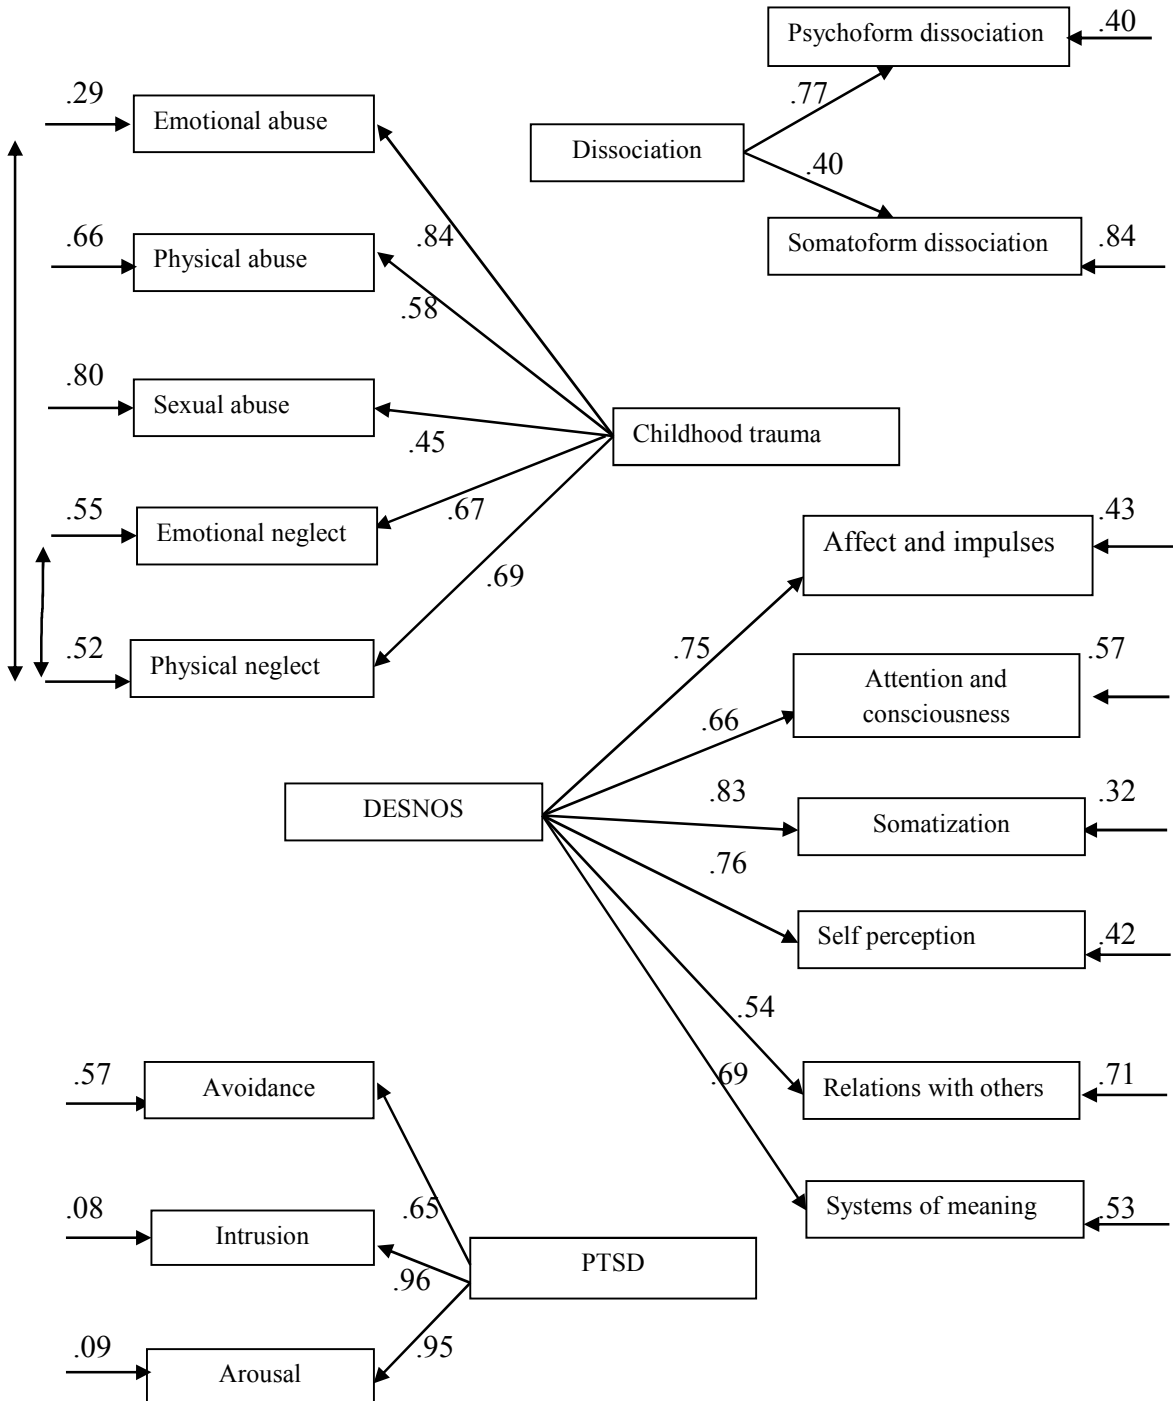 Psychoform dissociation
.40
.77
Dissociation
.40
Somatoform dissociation
.84
.29
Emotional abuse
.84
.66
Physical abuse
.58
.80
Sexual abuse
.45
Childhood trauma
.55
Emotional neglect
.67
.69
.52
Physical neglect
Affect and impulses
.43
.75
Attention and
consciousness
.57
.66
DESNOS
.83
Somatization
.32
.76
Self perception
.42
.54
Relations with others
.71
.69
Systems of meaning
.53
.57
Avoidance
.65
.08
Intrusion
.96
PTSD
.09
Arousal
.95